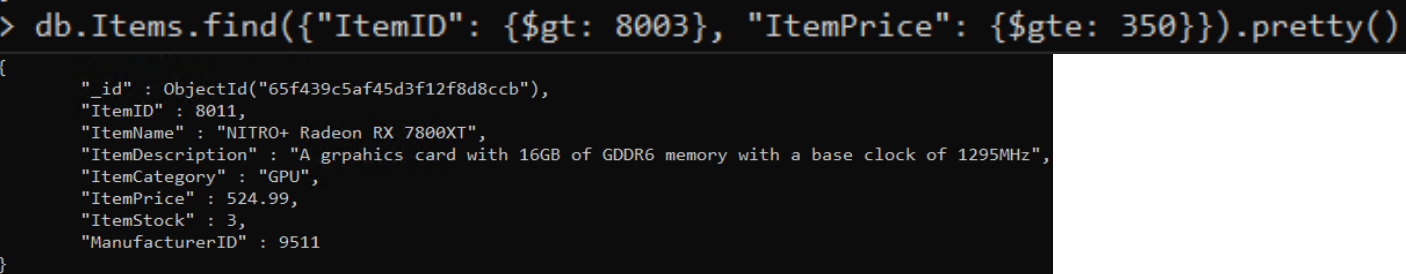 > db.Items.find({"ItemID": {$gt: 8003}, "ItemPrice": {$gte: 350}}).pretty()
{
"_id" : ObjectId("65f439c5af45d3f12f8d8ccb"),
"ItemID" : 8011,
"ItemName" : "NITRO+ Radeon RX 7800XT",
"ItemDescription" : "A grpahics card with 16GB of GDDR6 memory with a base clock of 1295MHz",
"ItemCategory" : "GPU",
"ItemPrice" : 524.99,
"ItemStock" : 3,
"ManufacturerID" : 9511
}